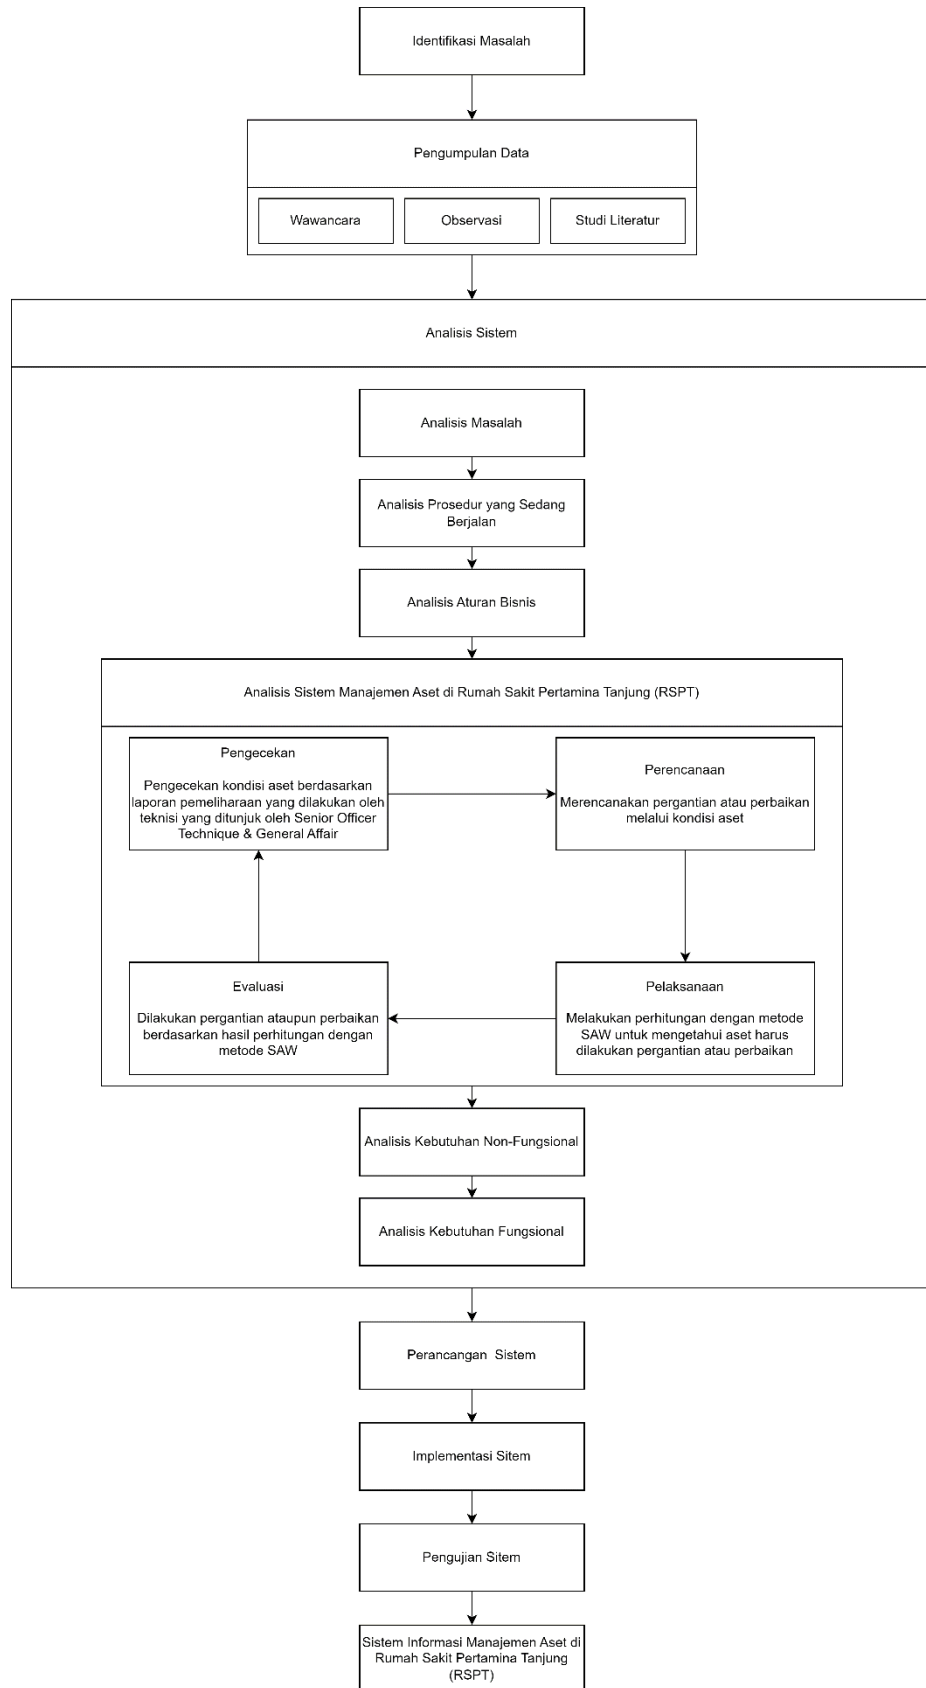 Identifikasi Masalah
Pengumpulan Data
Wawancara
Observasi
Studi Literatur
Analisis Sistem
Analisis Masalah
Analisis Prosedur yang Sedang
Berjalan
Analisis Aturan Bisnis
Analisis Sistem Manajemen Aset di Rumah Sakit Pertamina Tanjung (RSPT)
Pengecekan
Pengecekan kondisi aset berdasarkan
laporan pemeliharaan yang dilakukan oleh
teknisi yang ditunjuk oleh Senior Officer
Technique & General Affair
Perencanaan
Merencanakan pergantian atau perbaikan
melalui kondisi aset
Evaluasi
Dilakukan pergantian ataupun perbaikan
berdasarkan hasil perhitungan dengan
metode SAW
Pelaksanaan
Melakukan perhitungan dengan metode
SAW untuk mengetahui aset harus
dilakukan pergantian atau perbaikan
Analisis Kebutuhan Non-Fungsional
Analisis Kebutuhan Fungsional
Perancangan  Sistem
Implementasi Sitem
Pengujian Sitem
Sistem Informasi Manajemen Aset di
Rumah Sakit Pertamina Tanjung
(RSPT)